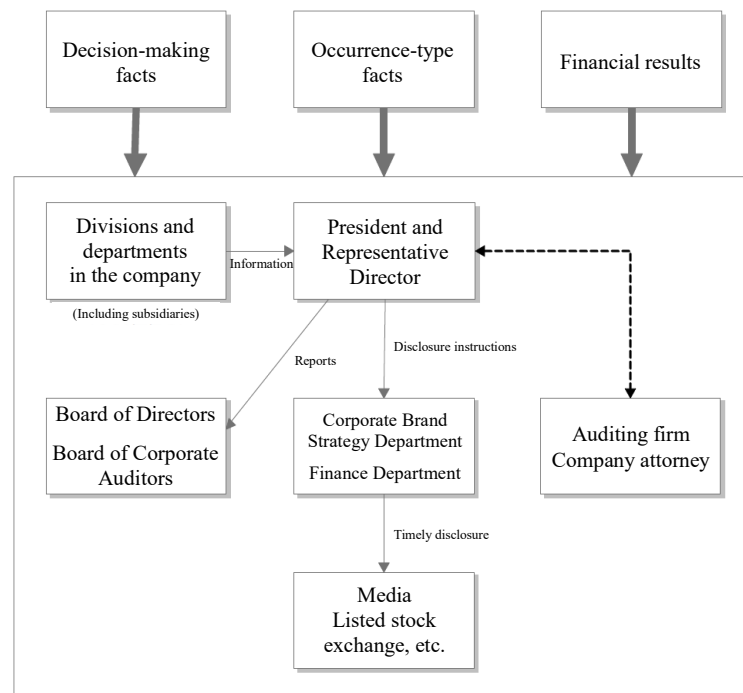 Decision-making
facts
Occurrence-type
facts
Financial results
Divisions and
departments
in the company
(Including subsidiaries)
Information
President and
Representative
Director
Reports
Disclosure instructions
Board of Directors
Board of Corporate
Auditors
Corporate Brand
Strategy Department
Finance Department
Auditing firm
Company attorney
Timely disclosure
Media
Listed stock
exchange, etc.